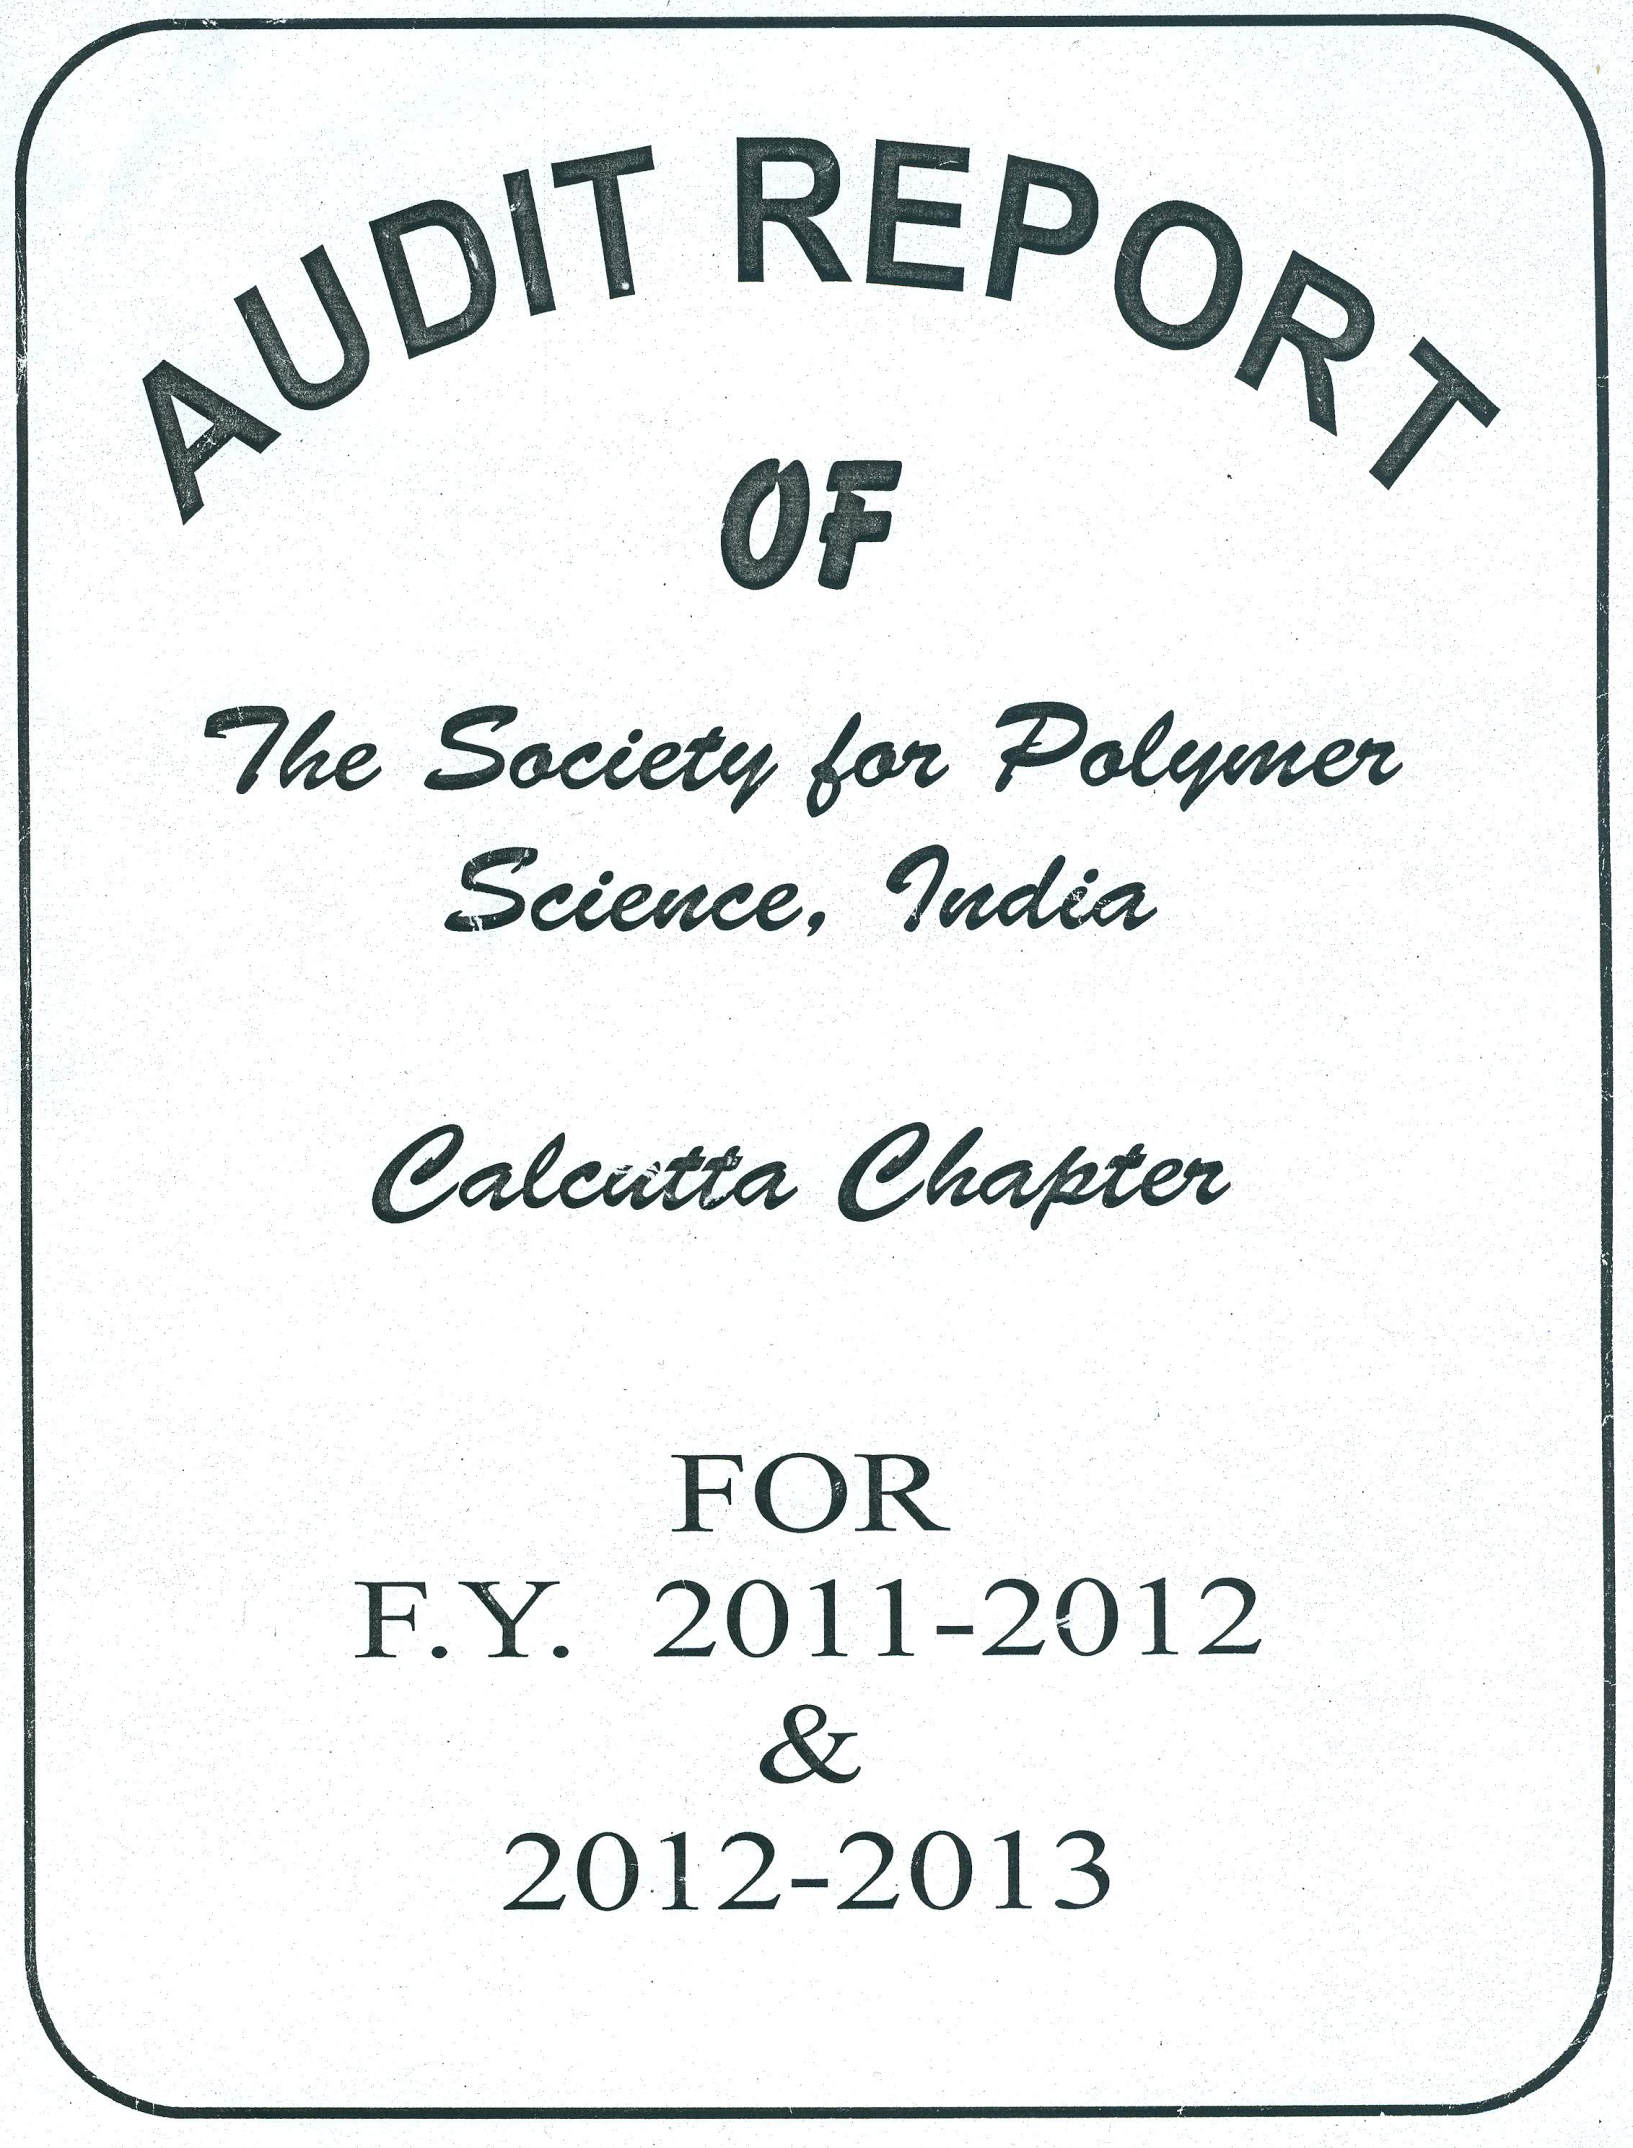 AUDIT REPORT
OF
The Society for Polymer
Science, India
Calcutta Chapter
FOR
F.Y. 2011-2012
&
2012-2013